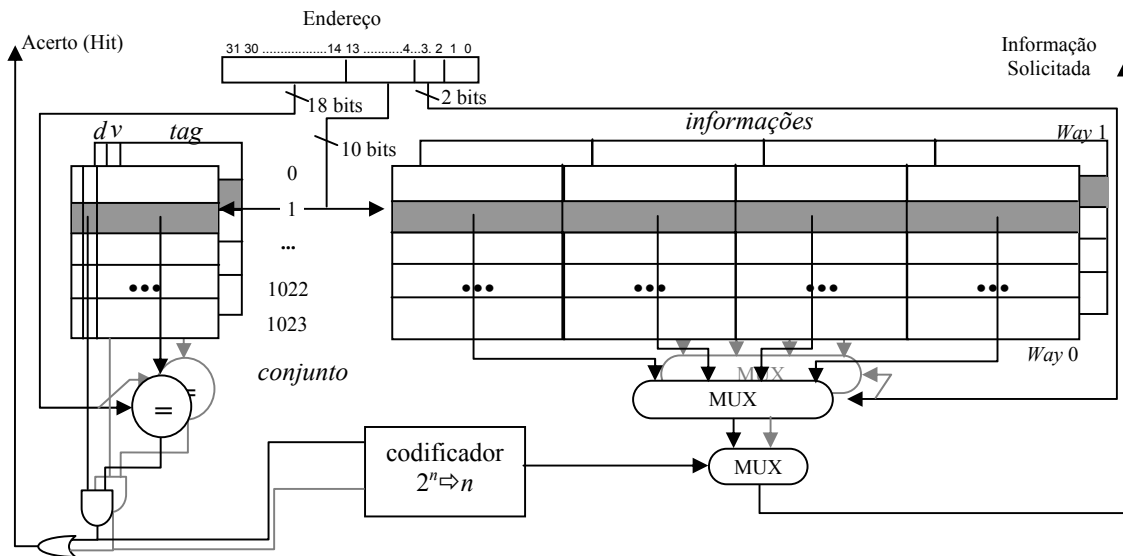 Endereço
Acerto (Hit)
Informação
Solicitada
31 30 ...................14 13 ...........4...3. 2 1 0
18 bits
2 bits
10 bits
d v tag
informações
Way 1
0
1
...
1022
1023
conjunto
Way 0
=
=
MUX
MUX
MUX
codificador
2ⁿ⇨n